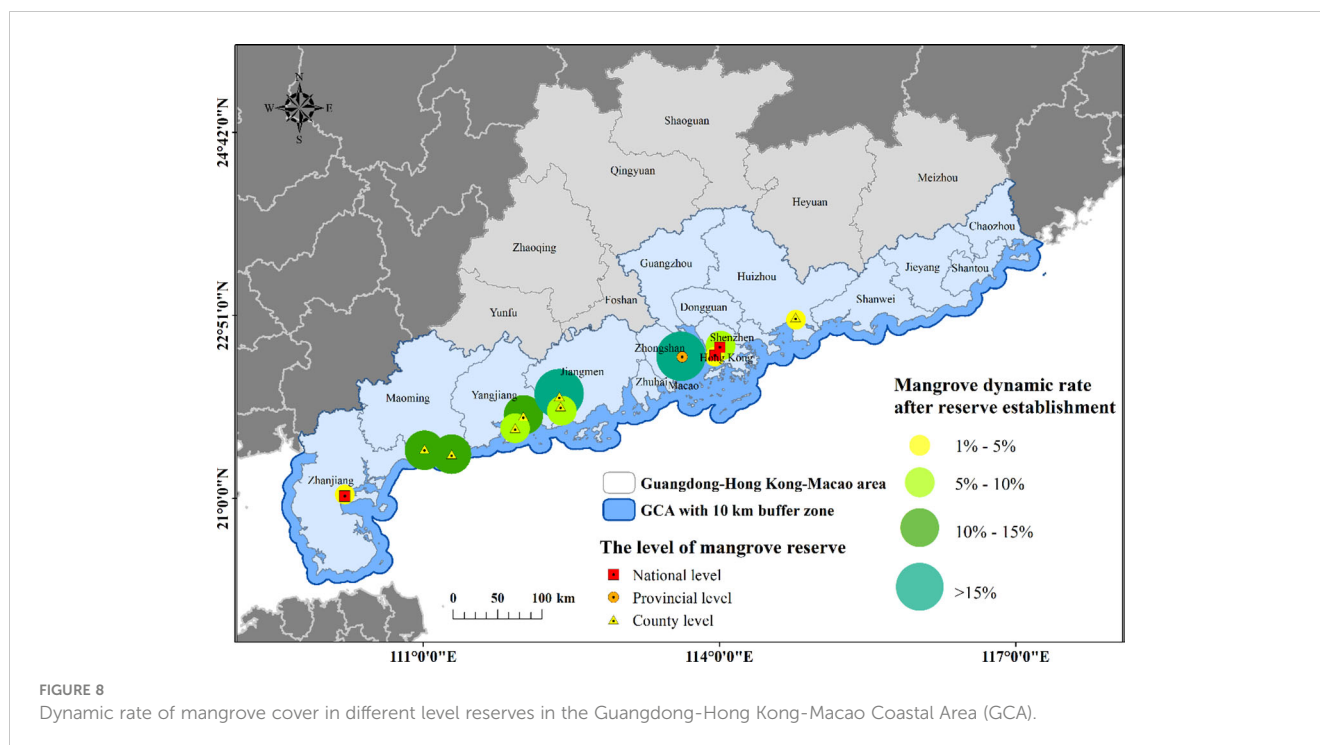 N
W
E
S
24°42'0"N
22°51'0"N
21°0'0"N
Shaoguan
Qingyuan
Meizhou
Heyuan
Chaozhou
Zhaoqing
Guangzhou
Huizhou
Jieyang
Shantou
Foshan
Dongguan
Shanwei
Yunfu
Shenzhen
Zhongshan
Hong Kong
Jiangmen
Zhuhai
Macao
Maoming
Yangjiang
Zhanjiang
Mangrove dynamic rate
after reserve establishment
1% - 5%
5% - 10%
10% - 15%
>15%
Guangdong-Hong Kong-Macao area
GCA with 10 km buffer zone
The level of mangrove reserve
National level
Provincial level
County level
0 50 100 km
111°0'0"E
114°0'0"E
117°0'0"E
FIGURE 8
Dynamic rate of mangrove cover in different level reserves in the Guangdong-Hong Kong-Macao Coastal Area (GCA).